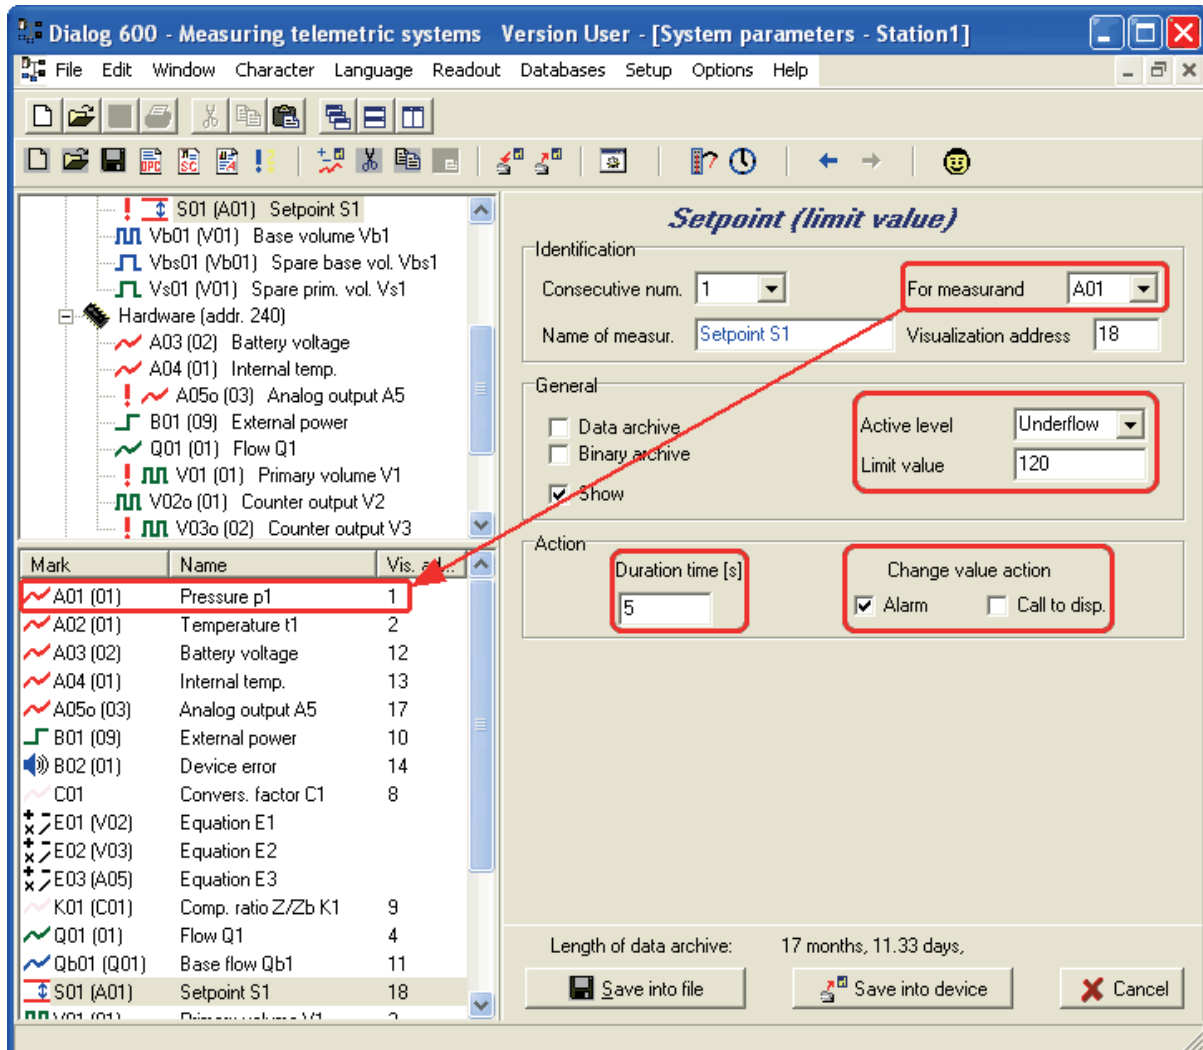 Dialog 600 - Measuring telemetric systems Version User - [System parameters - Station1]
File Edit Window Character Language Readout Databases Setup Options Help
S01 (A01) Setpoint S1
Vb01 (V01) Base volume Vb1
Vbs01 (Vb01) Spare base vol. Vbs1
Vs01 (V01) Spare prim. vol. Vs1
Hardware (addr. 240)
A03 (02) Battery voltage
A04 (01) Internal temp.
A05o (03) Analog output A5
B01 (09) External power
Q01 (01) Flow Q1
V01 (01) Primary volume V1
V02o (01) Counter output V2
V03o (02) Counter output V3
Mark Name Vis. ad...
A01 (01) Pressure p1 1
A02 (01) Temperature t1 2
A03 (02) Battery voltage 12
A04 (01) Internal temp. 13
A05o (03) Analog output A5 17
B01 (09) External power 10
B02 (01) Device error 14
C01 Convers. factor C1 8
E01 (V02) Equation E1
E02 (V03) Equation E2
E03 (A05) Equation E3
K01 (C01) Comp. ratio Z/Zb K1 9
Q01 (01) Flow Q1 4
Qb01 (Q01) Base flow Qb1 11
S01 (A01) Setpoint S1 18
Setpoint (limit value)
Identification
Consecutive num. 1 For measurand A01
Name of measur. Setpoint S1 Visualization address 18
General
Data archive
Binary archive
Show
Active level Underflow
Limit value 120
Action
Duration time [s]
5
Change value action
Alarm Call to disp.
Length of data archive: 17 months, 11.33 days,
Save into file Save into device Cancel